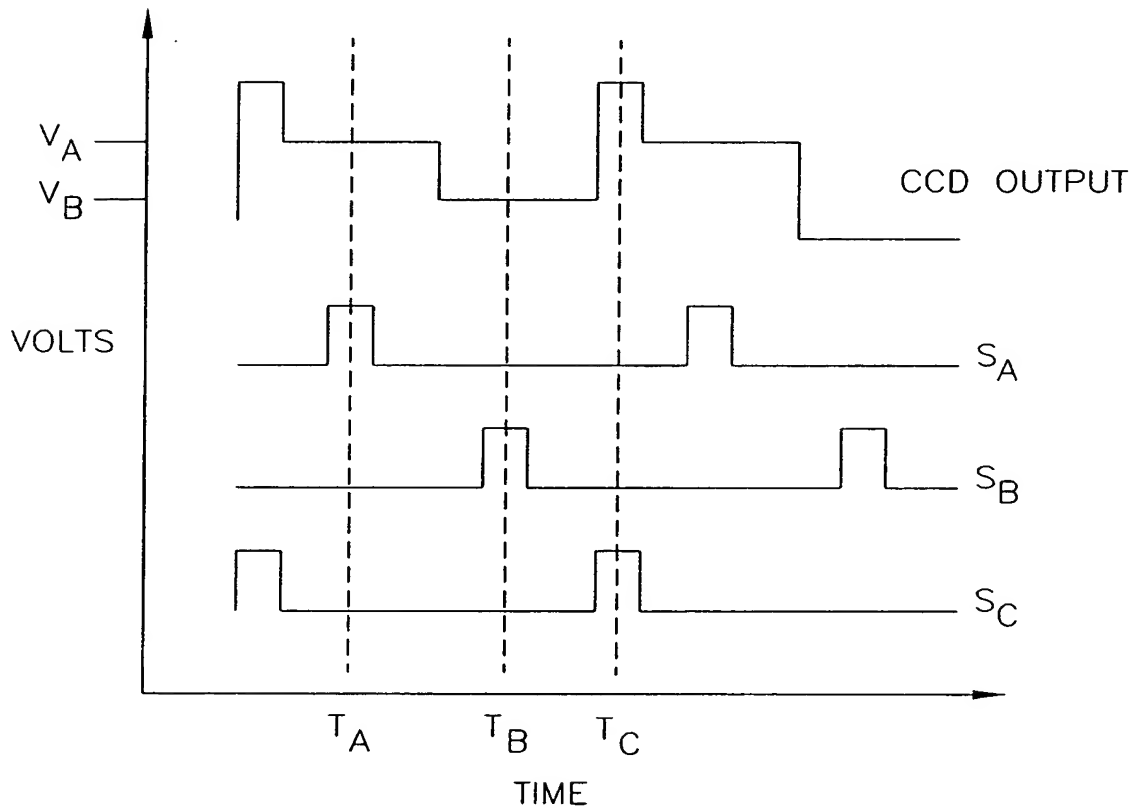 V_A
V_B
CCD OUTPUT
VOLTS
S_A
S_B
S_C
T_A T_B T_C
TIME